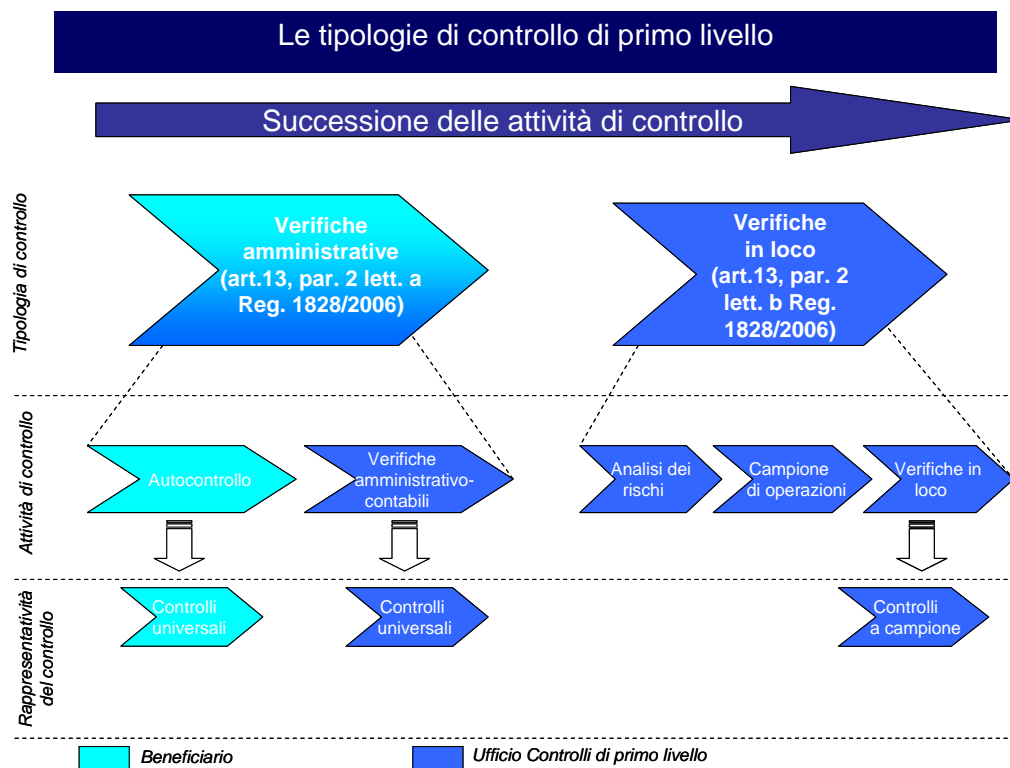 Le tipologie di controllo di primo livello
Successione delle attività di controllo
Tipologia di controllo
Verifiche
amministrative
(art.13, par. 2 lett. a
Reg. 1828/2006)
Verifiche
in loco
(art.13, par. 2
lett. b Reg.
1828/2006)
Attività di controllo
Autocontrollo
Verifiche
amministrativo-
contabili
Analisi dei
rischi
Campione
di operazioni
Verifiche in
loco
Rappresentatività
del controllo
Controlli
universali
Controlli
universali
Controlli
a campione
Beneficiario
Ufficio Controlli di primo livello